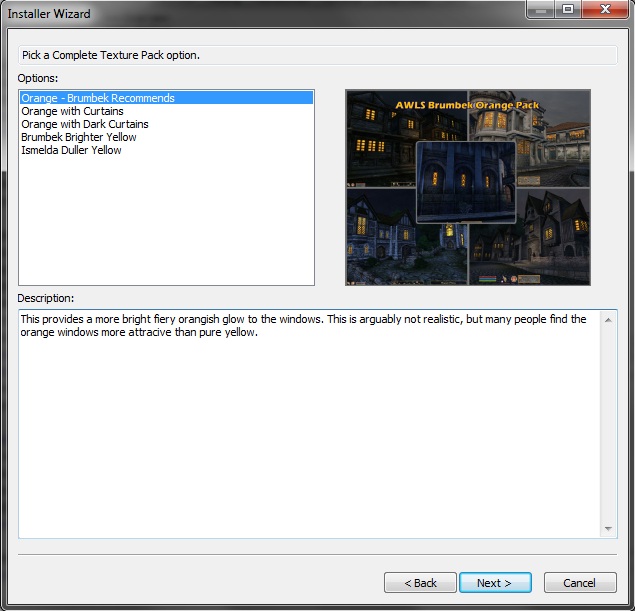 Installer Wizard
Pick a Complete Texture Pack option.
Options:
Orange - Brumbek Recommends
Orange with Curtains
Orange with Dark Curtains
Brumbek Brighter Yellow
Ismelda Duller Yellow
AWLS Brumbek Orange Pack
Description:
This provides a more bright fiery orangish glow to the windows. This is arguably not realistic, but many people find the
orange windows more attracive than pure yellow.
< Back
Next >
Cancel